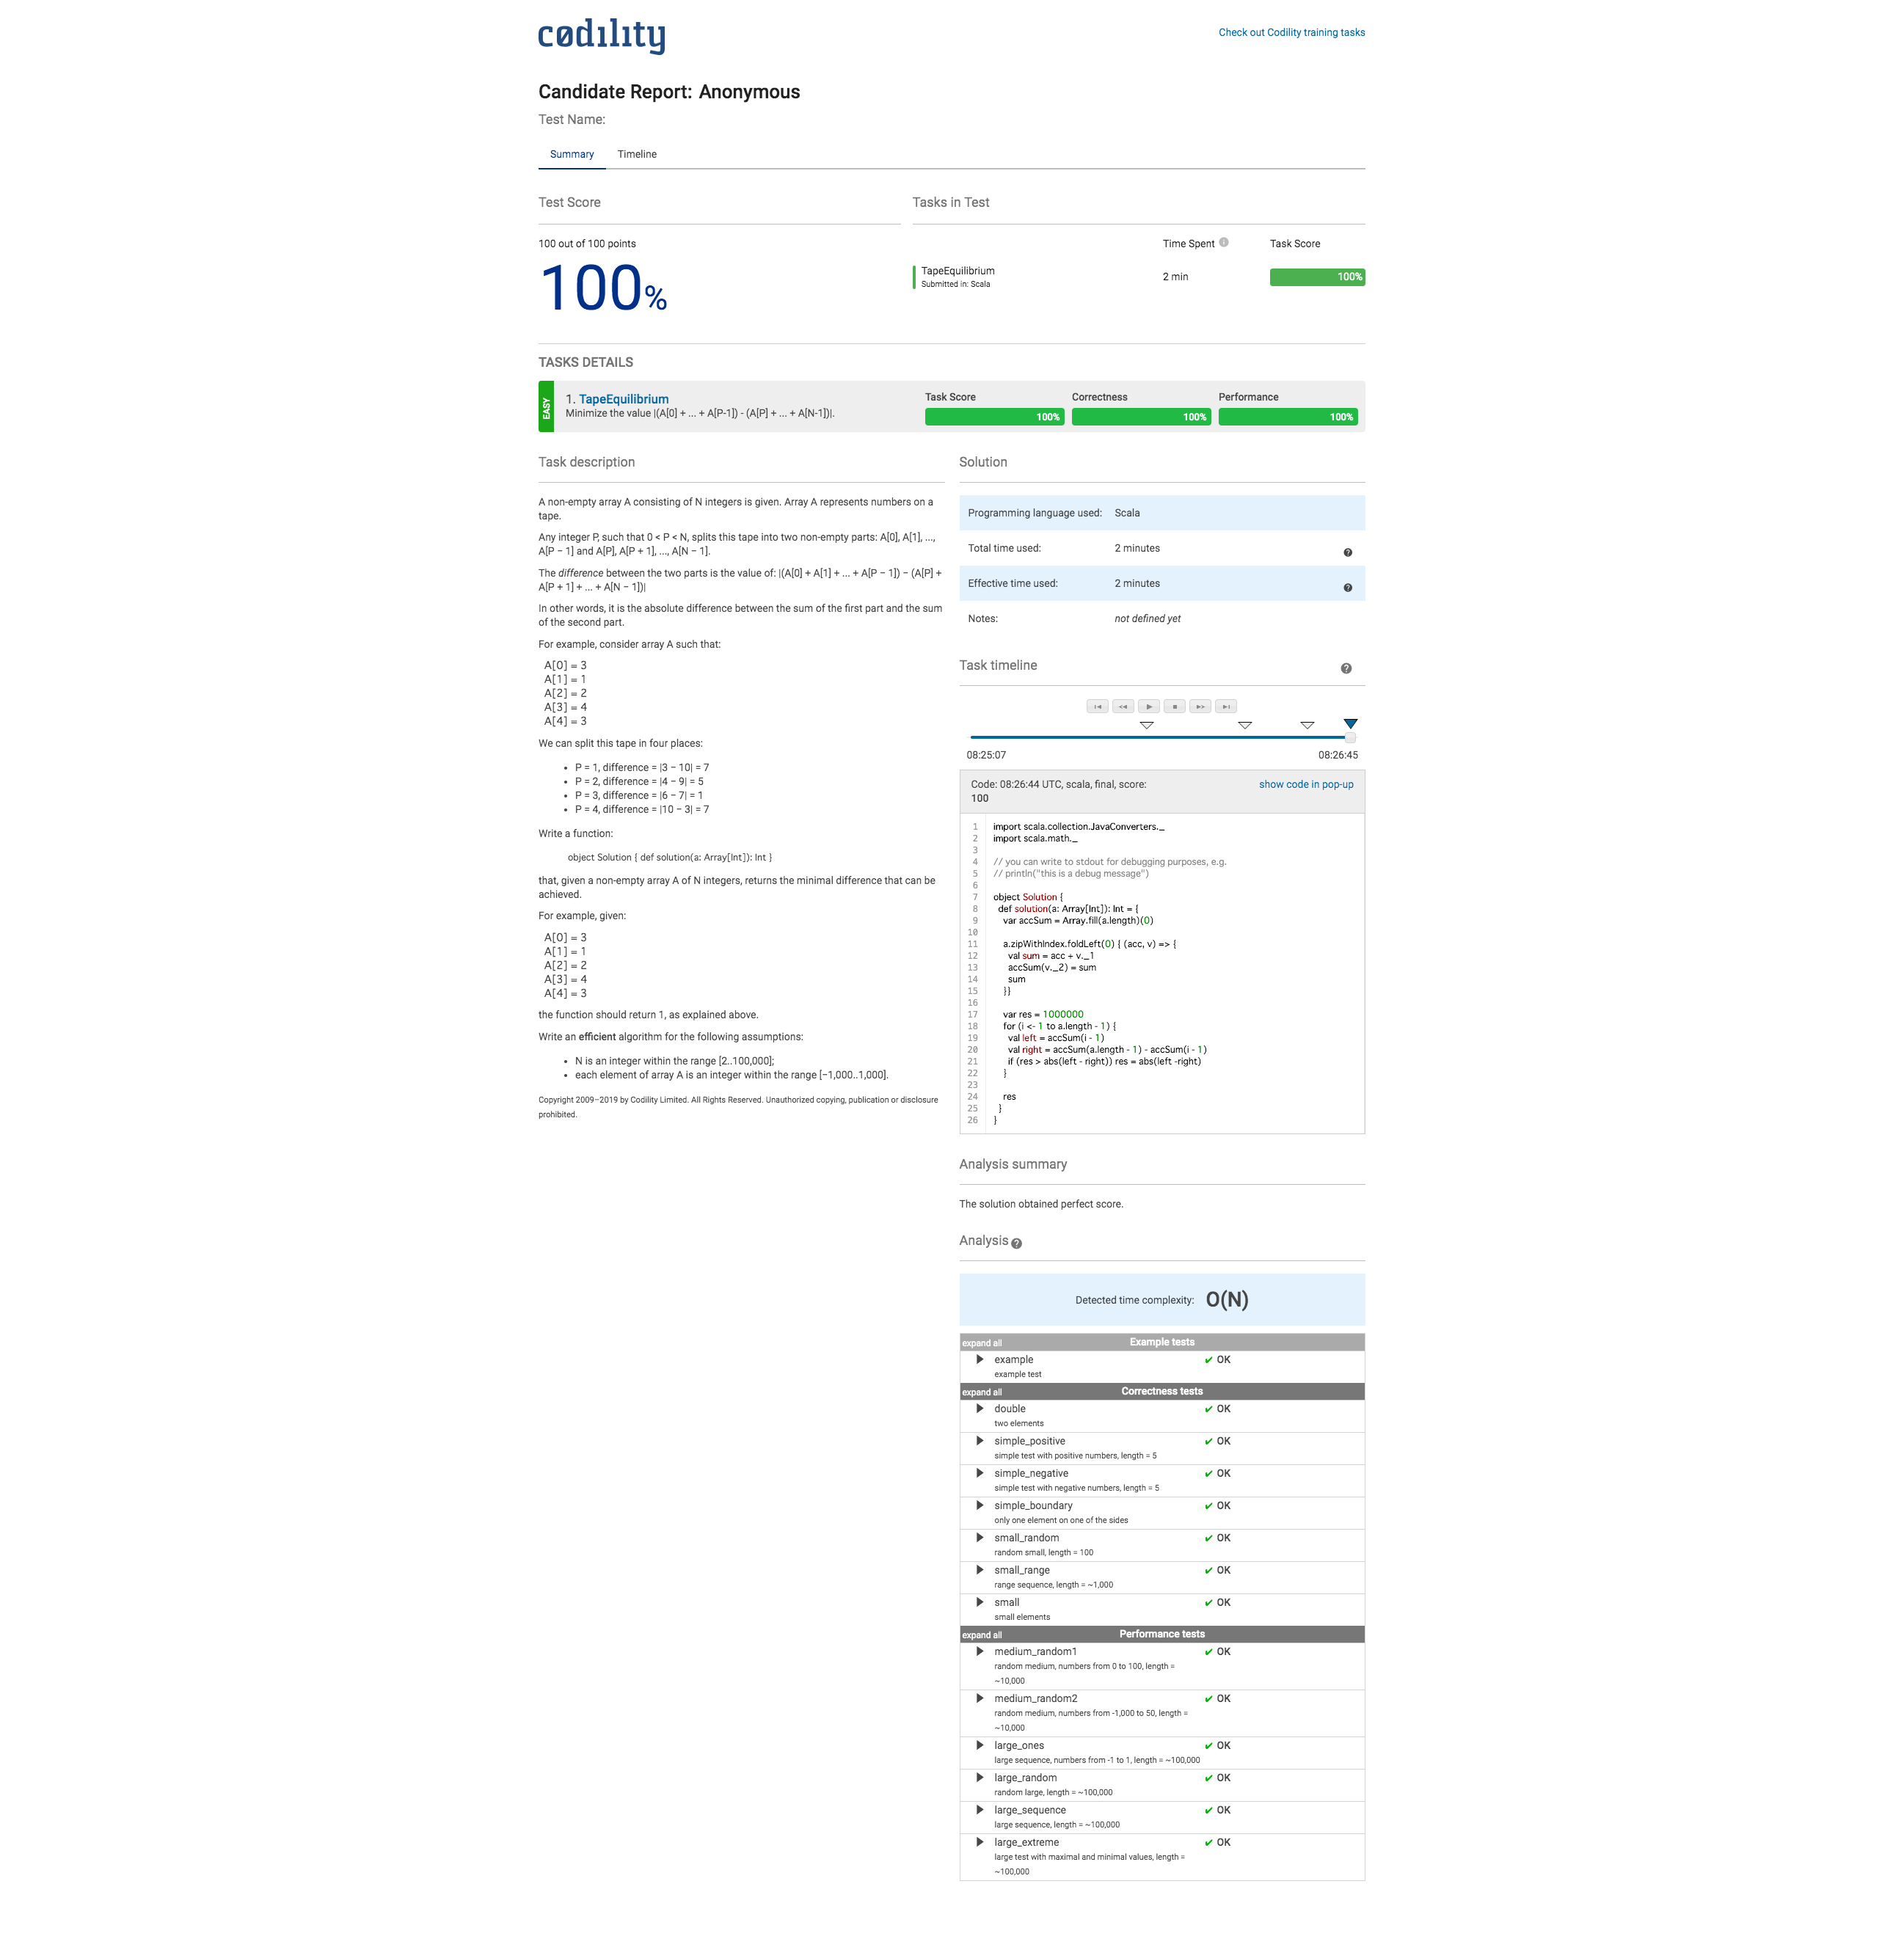 cødility
Check out Codility training tasks
Candidate Report: Anonymous
Test Name:
Summary
Timeline
Test Score
100 out of 100 points
100%
Tasks in Test
Time Spent
Task Score
TapeEquilibrium
Submitted in: Scala
2 min
100%
TASKS DETAILS
EASY
1. TapeEquilibrium
Minimize the value |(A[0] + ... + A[P-1]) - (A[P] + ... + A[N-1])|.
Task Score
100%
Correctness
100%
Performance
100%
Task description
A non-empty array A consisting of N integers is given. Array A represents numbers on a
tape.
Any integer P, such that 0 < P < N, splits this tape into two non-empty parts: A[0], A[1], ...,
A[P − 1] and A[P], A[P + 1], ..., A[N − 1].
The difference between the two parts is the value of: |(A[0] + A[1] + ... + A[P − 1]) − (A[P] +
A[P + 1] + ... + A[N − 1])|
In other words, it is the absolute difference between the sum of the first part and the sum
of the second part.
For example, consider array A such that:
A[0] = 3
A[1] = 1
A[2] = 2
A[3] = 4
A[4] = 3
We can split this tape in four places:
• P = 1, difference = |3 − 10| = 7
• P = 2, difference = |4 − 9| = 5
• P = 3, difference = |6 − 7| = 1
• P = 4, difference = |10 − 3| = 7
Write a function:
object Solution { def solution(a: Array[Int]): Int }
that, given a non-empty array A of N integers, returns the minimal difference that can be
achieved.
For example, given:
A[0] = 3
A[1] = 1
A[2] = 2
A[3] = 4
A[4] = 3
the function should return 1, as explained above.
Write an efficient algorithm for the following assumptions:
• N is an integer within the range [2..100,000];
• each element of array A is an integer within the range [−1,000..1,000].
Copyright 2009–2019 by Codility Limited. All Rights Reserved. Unauthorized copying, publication or disclosure
prohibited.
Solution
Programming language used: Scala
Total time used: 2 minutes
Effective time used: 2 minutes
Notes: not defined yet
Task timeline
08:25:07
08:26:45
Code: 08:26:44 UTC, scala, final, score:
100
show code in pop-up
1 import scala.collection.JavaConverters._
2 import scala.math._
3
4 // you can write to stdout for debugging purposes, e.g.
5 // println("this is a debug message")
6
7 object Solution {
8 def solution(a: Array[Int]): Int = {
9 var accSum = Array.fill(a.length)(0)
10
11 a.zipWithIndex.foldLeft(0) { (acc, v) => {
12 val sum = acc + v._1
13 accSum(v._2) = sum
14 sum
15 }}
16
17 var res = 1000000
18 for (i <- 1 to a.length - 1) {
19 val left = accSum(i - 1)
20 val right = accSum(a.length - 1) - accSum(i - 1)
21 if (res > abs(left - right)) res = abs(left -right)
22 }
23
24 res
25 }
26 }
Analysis summary
The solution obtained perfect score.
Analysis
Detected time complexity: O(N)
expand all Example tests
example ✔ OK
example test
expand all Correctness tests
double ✔ OK
two elements
simple_positive ✔ OK
simple test with positive numbers, length = 5
simple_negative ✔ OK
simple test with negative numbers, length = 5
simple_boundary ✔ OK
only one element on one of the sides
small_random ✔ OK
random small, length = 100
small_range ✔ OK
range sequence, length = ~1,000
small ✔ OK
small elements
expand all Performance tests
medium_random1 ✔ OK
random medium, numbers from 0 to 100, length =
~10,000
medium_random2 ✔ OK
random medium, numbers from -1,000 to 50, length =
~10,000
large_ones ✔ OK
large sequence, numbers from -1 to 1, length = ~100,000
large_random ✔ OK
random large, length = ~100,000
large_sequence ✔ OK
large sequence, length = ~100,000
large_extreme ✔ OK
large test with maximal and minimal values, length =
~100,000